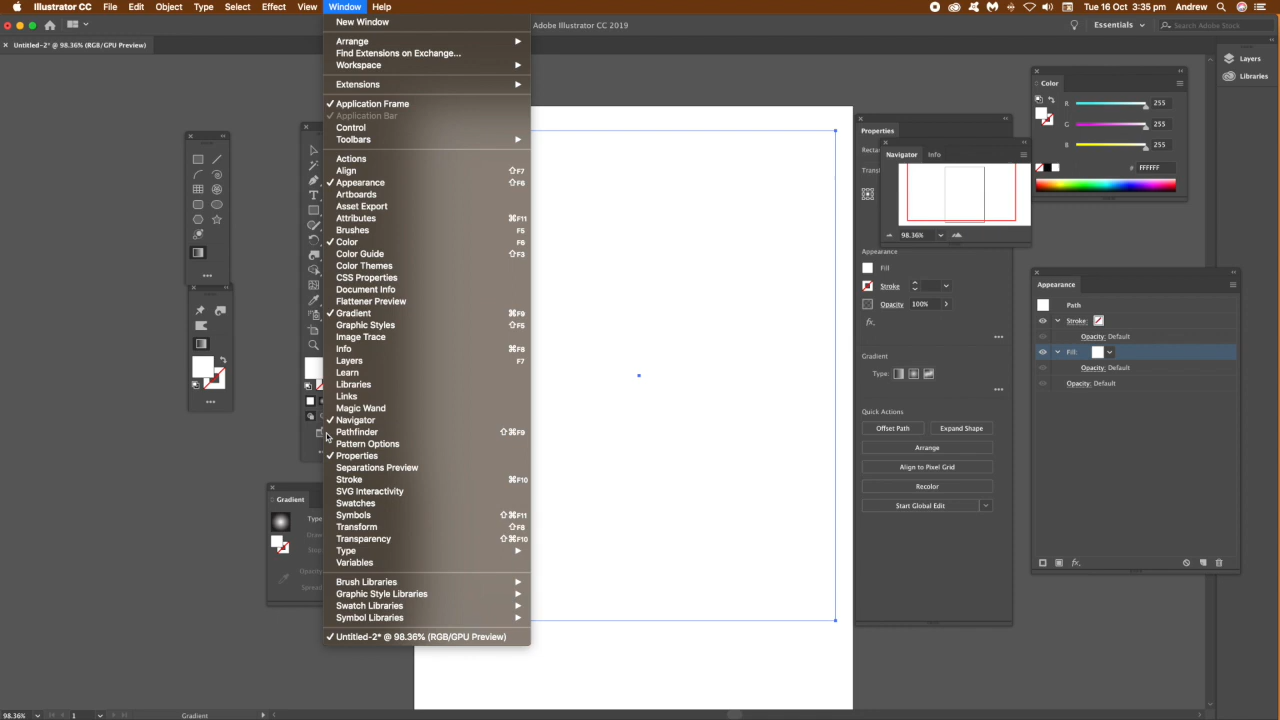 Illustrator CC File Edit Object Type Select Effect View Window Help
Tue 16 Oct 3:35 pm Andrew
Adobe Illustrator CC 2019
Essentials
Search Adobe Stock
Untitled-2* @ 98.36% (RGB/GPU Preview)
New Window
Arrange
Find Extensions on Exchange...
Workspace
Extensions
Application Frame
Application Bar
Control
Toolbars
Actions
Align ⇧F7
Appearance ⇧F6
Artboards
Asset Export
Attributes ⌘F11
Brushes F5
Color F6
Color Guide ⇧F3
Color Themes
CSS Properties
Document Info
Flattener Preview
Gradient ⌘F9
Graphic Styles ⇧F5
Image Trace
Info ⌘F8
Layers F7
Learn
Libraries
Links
Magic Wand
Navigator
Pathfinder ⇧⌘F9
Pattern Options
Properties
Separations Preview
Stroke ⌘F10
SVG Interactivity
Swatches
Symbols ⇧⌘F11
Transform ⇧F8
Transparency ⇧⌘F10
Type
Variables
Brush Libraries
Graphic Style Libraries
Swatch Libraries
Symbol Libraries
Untitled-2* @ 98.36% (RGB/GPU Preview)
Gradient
Type
Opacity
Properties
Navigator Info
98.36%
Appearance
Fill
Stroke
Opacity 100%
fx.
Gradient
Type:
Quick Actions
Offset Path Expand Shape
Arrange
Align to Pixel Grid
Recolor
Start Global Edit
Color
R 255
G 255
B 255
# FFFFFF
Layers
Libraries
Appearance
Path
Stroke:
Opacity: Default
Fill:
Opacity: Default
Opacity: Default
fx.
98.36% 1 Gradient